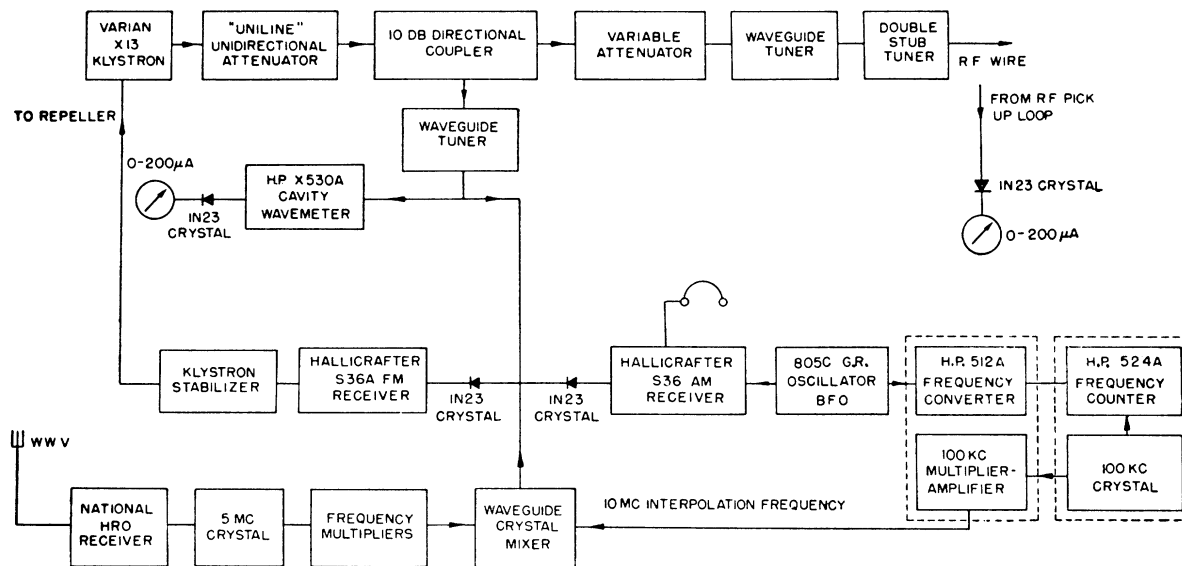 VARIAN
X13
KLYSTRON
"UNILINE"
UNIDIRECTIONAL
ATTENUATOR
10 DB DIRECTIONAL
COUPLER
VARIABLE
ATTENUATOR
WAVEGUIDE
TUNER
DOUBLE
STUB
TUNER
RF WIRE
TO REPELLER
WAVEGUIDE
TUNER
FROM RF PICK
UP LOOP
0-200μA
H.P. X530A
CAVITY
WAVEMETER
IN23
CRYSTAL
IN23 CRYSTAL
0-200μA
KLYSTRON
STABILIZER
HALLICRAFTER
S36A FM
RECEIVER
IN23
CRYSTAL
IN23
CRYSTAL
HALLICRAFTER
S36 AM
RECEIVER
805C G.R.
OSCILLATOR
BFO
H.P. 512A
FREQUENCY
CONVERTER
H.P. 524A
FREQUENCY
COUNTER
WWV
100 KC
MULTIPLIER-
AMPLIFIER
100 KC
CRYSTAL
NATIONAL
HRO
RECEIVER
5 MC
CRYSTAL
FREQUENCY
MULTIPLIERS
WAVEGUIDE
CRYSTAL
MIXER
10 MC INTERPOLATION FREQUENCY